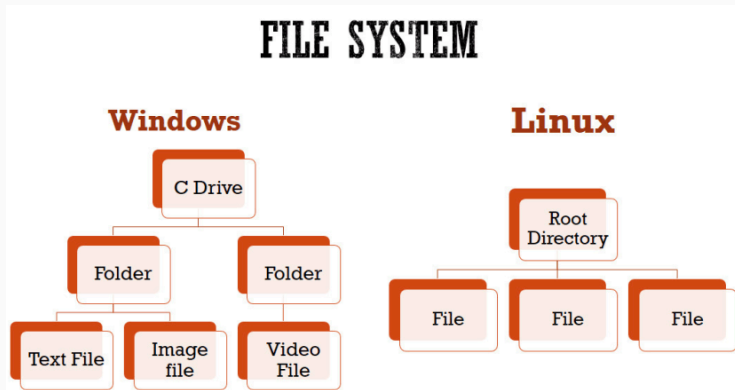 FILE SYSTEM
Windows
Linux
C Drive
Root
Directory
Folder
Folder
File
File
File
Text File
Image
file
Video
File